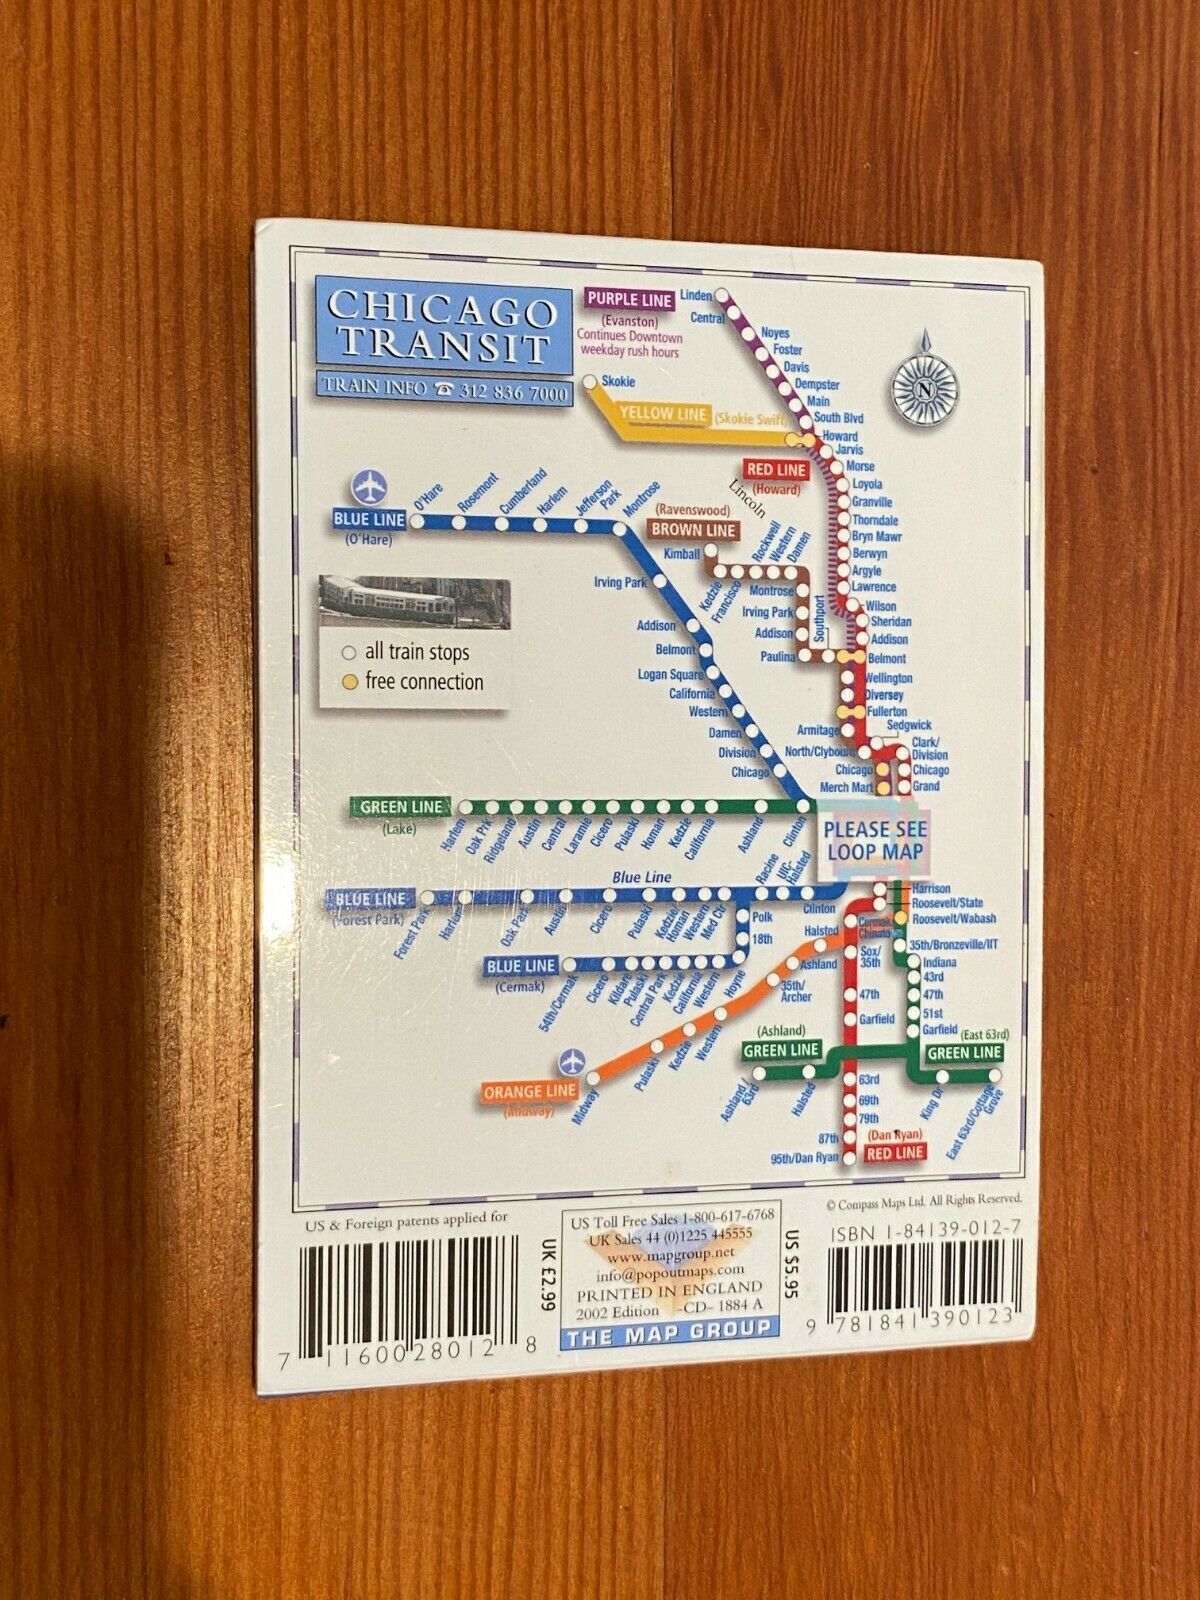 CHICAGO
TRANSIT
TRAIN INFO ☎ 312 836 7000
PURPLE LINE
(Evanston)
Continues Downtown
weekday rush hours
Linden
Central
Noyes
Foster
Davis
Dempster
Main
South Blvd
Howard
Skokie
YELLOW LINE
(Skokie Swift)
N
RED LINE
(Howard)
Jarvis
Morse
Loyola
Granville
Thorndale
Bryn Mawr
Berwyn
Argyle
Lawrence
Wilson
Sheridan
Addison
Belmont
Wellington
Diversey
Fullerton
Sedgwick
Armitage
North/Clybourn
Clark/
Division
Chicago
Chicago
Merch Mart
Grand
Lincoln
(Ravenswood)
BROWN LINE
Kimball
Kedzie
Francisco
Rockwell
Western
Damen
Montrose
Irving Park
Addison
Paulina
Southport
BLUE LINE
(O'Hare)
O'Hare
Rosemont
Cumberland
Harlem
Jefferson
Park
Montrose
Irving Park
Addison
Belmont
Logan Square
California
Western
Damen
Division
Chicago
all train stops
free connection
GREEN LINE
(Lake)
Harlem
Oak Prk
Ridgeland
Austin
Central
Laramie
Cicero
Pulaski
Homan
Kedzie
California
Ashland
Clinton
PLEASE SEE
LOOP MAP
Blue Line
BLUE LINE
(Forest Park)
Forest Park
Harlem
Oak Park
Austin
Cicero
Pulaski
Kedzie
Homan
Western
Med Ctr
Racine
UIC-
Halsted
Clinton
Polk
18th
BLUE LINE
(Cermak)
54th/Cermak
Cicero
Kildare
Pulaski
Central Park
Kedzie
California
Western
Hoyne
Harrison
Roosevelt/State
Roosevelt/Wabash
Cermak
Chinatown
Halsted
Ashland
35th/
Archer
Western
Kedzie
Pulaski
Midway
ORANGE LINE
(Midway)
Sox/
35th
47th
Garfield
63rd
69th
79th
87th
95th/Dan Ryan
(Dan Ryan)
RED LINE
35th/Bronzeville/IIT
Indiana
43rd
47th
51st
Garfield
(Ashland)
GREEN LINE
Ashland/
63rd
Halsted
(East 63rd)
GREEN LINE
King Dr
East 63rd/Cottage
Grove
US & Foreign patents applied for
© Compass Maps Ltd. All Rights Reserved.
7 11600 28012 8
UK £2.99
US Toll Free Sales 1-800-617-6768
UK Sales 44 (0)1225 445555
www.mapgroup.net
info@popoutmaps.com
PRINTED IN ENGLAND
2002 Edition -CD- 1884 A
THE MAP GROUP
US $5.95
ISBN 1-84139-012-7
9 781841 390123